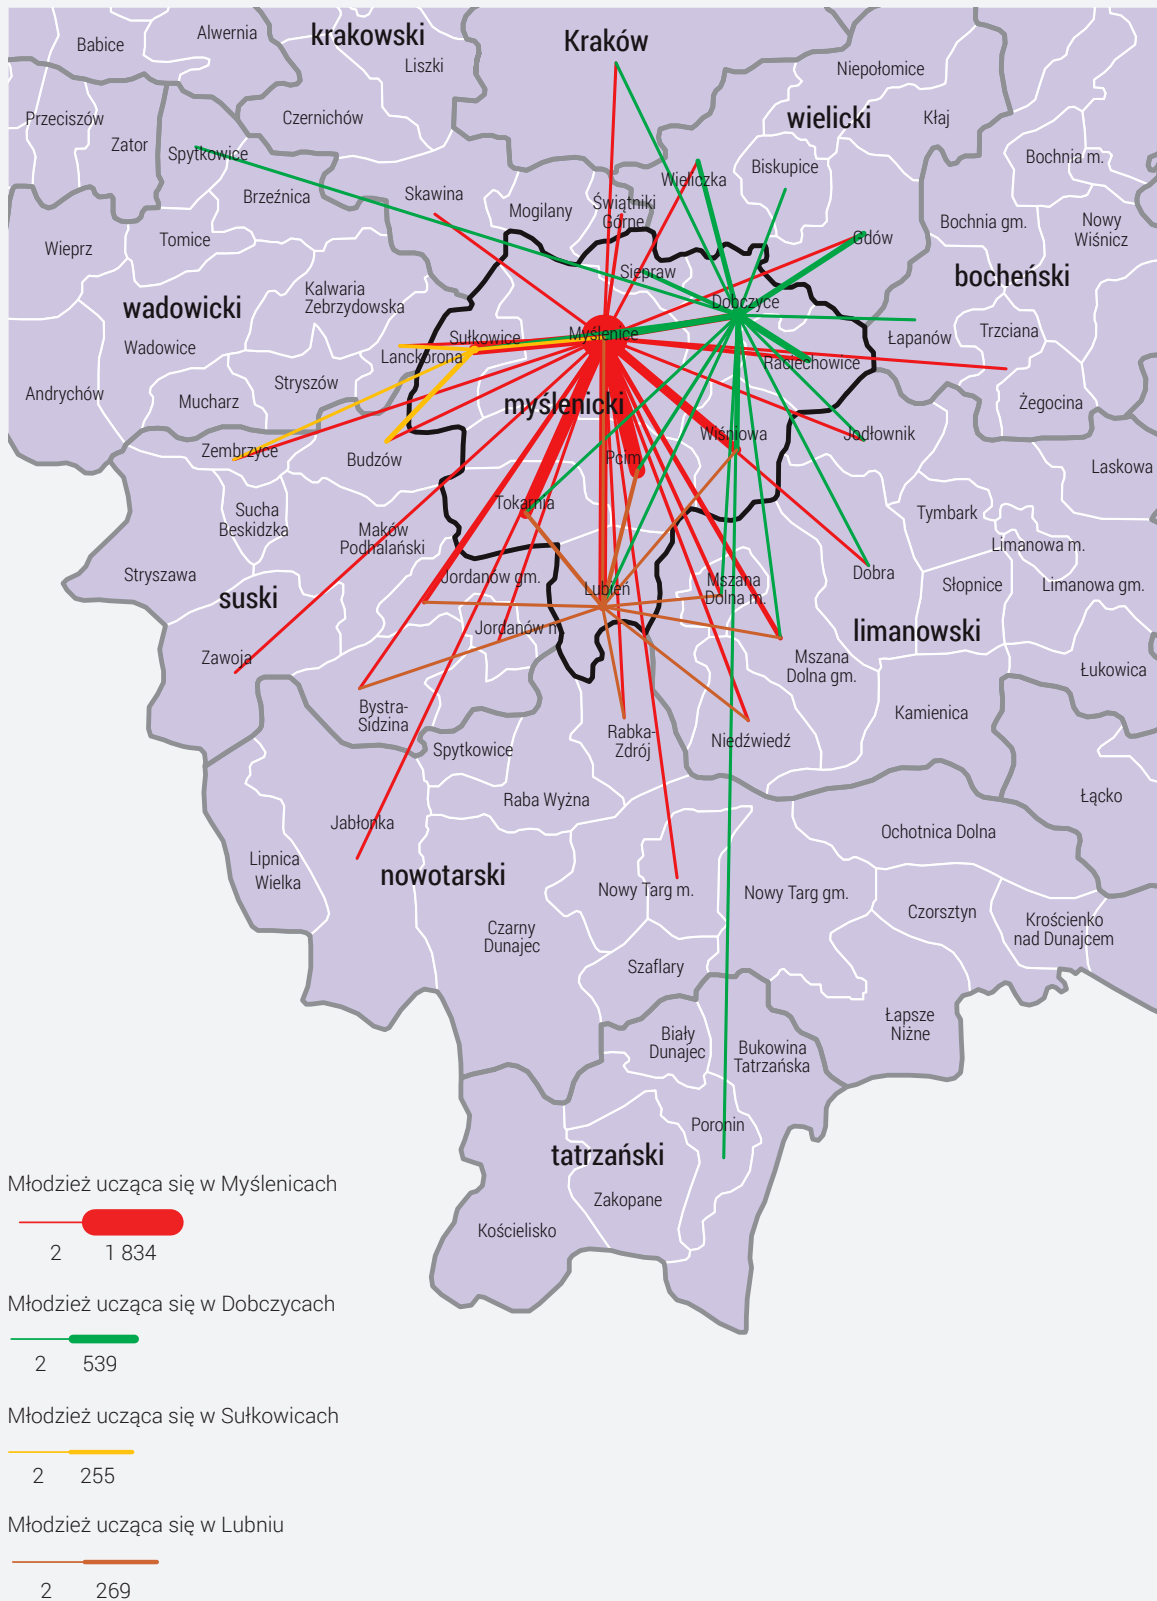 Babice
Alwernia
krakowski
Liszki
Kraków
Niepołomice
Przeciszów
Zator
Czernichów
wielicki
Kłaj
Spytkowice
Brzeźnica
Skawina
Mogilany
Świątniki
Górne
Wieliczka
Biskupice
Bochnia m.
Wieprz
Tomice
Siepraw
Gdów
Bochnia gm.
Nowy
Wiśnicz
wadowicki
Kalwaria
Zebrzydowska
Dobczyce
bocheński
Wadowice
Sułkowice
Lanckorona
Myślenice
Raciechowice
Łapanów
Trzciana
Andrychów
Mucharz
Stryszów
myślenicki
Żegocina
Zembrzyce
Budzów
Pcim
Wiśniowa
Jodłownik
Laskowa
Sucha
Beskidzka
Maków
Podhalański
Tokarnia
Tymbark
Limanowa m.
Stryszawa
suski
Jordanów gm.
Lubień
Mszana
Dolna m.
Dobra
Słopnice
Limanowa gm.
Jordanów m.
limanowski
Zawoja
Mszana
Dolna gm.
Łukowica
Bystra-
Sidzina
Spytkowice
Rabka-
Zdrój
Niedźwiedź
Kamienica
Raba Wyżna
Łącko
Jabłonka
Ochotnica Dolna
Lipnica
Wielka
nowotarski
Nowy Targ m.
Nowy Targ gm.
Czorsztyn
Krościenko
nad Dunajcem
Czarny
Dunajec
Szaflary
Łapsze
Niżne
Biały
Dunajec
Bukowina
Tatrzańska
Poronin
tatrzański
Zakopane
Kościelisko
Młodzież ucząca się w Myślenicach
2 1 834
Młodzież ucząca się w Dobczycach
2 539
Młodzież ucząca się w Sułkowicach
2 255
Młodzież ucząca się w Lubniu
2 269